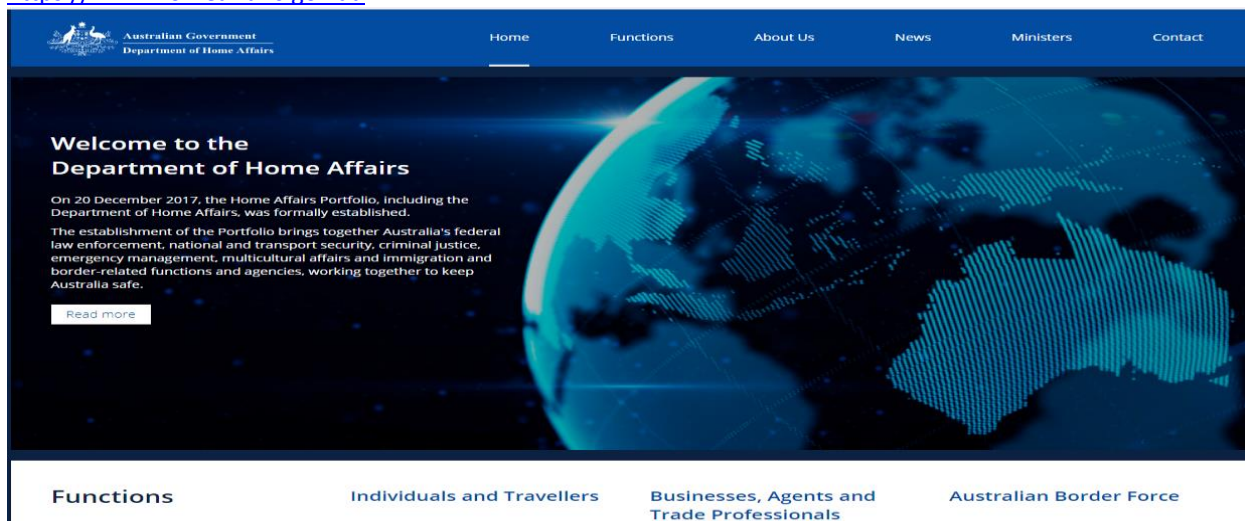 Australian Government
Department of Home Affairs
Home
Functions
About Us
News
Ministers
Contact
Welcome to the
Department of Home Affairs
On 20 December 2017, the Home Affairs Portfolio, including the
Department of Home Affairs, was formally established.
The establishment of the Portfolio brings together Australia's federal
law enforcement, national and transport security, criminal justice,
emergency management, multicultural affairs and immigration and
border-related functions and agencies, working together to keep
Australia safe.
Read more
Functions
Individuals and Travellers
Businesses, Agents and
Trade Professionals
Australian Border Force